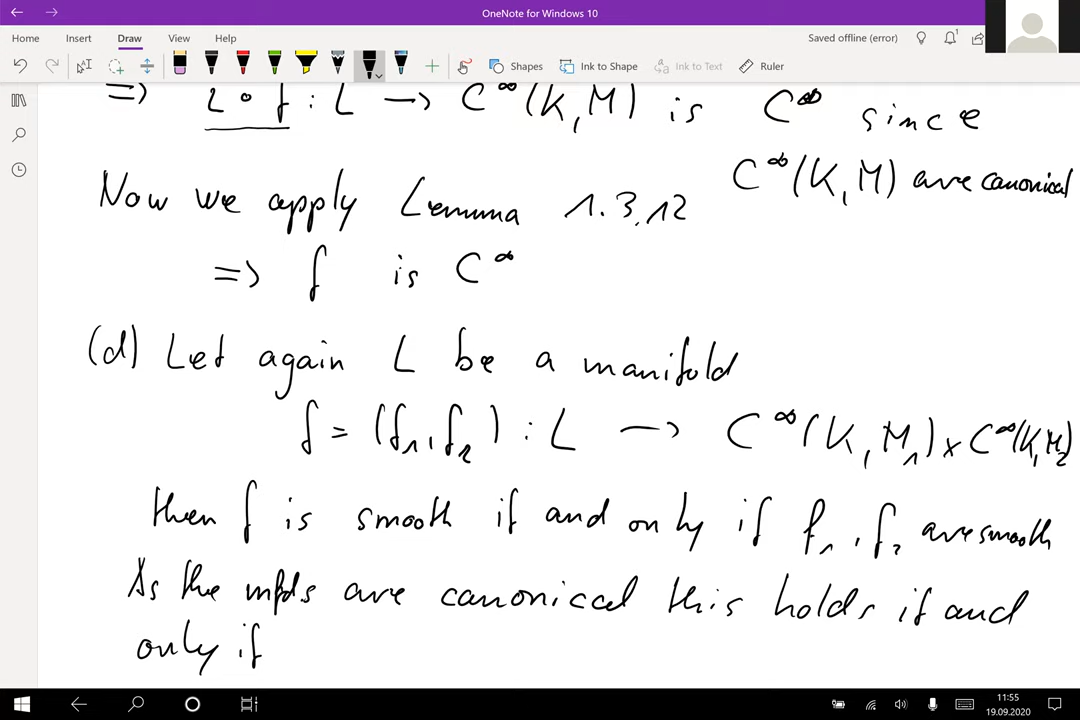 OneNote for Windows 10
Home Insert Draw View Help Saved offline (error)
Shapes Ink to Shape Ink to Text Ruler
=> ι ∘ f : L → C^∞(K, M) is C^∞ since
C^∞(K, M) are canonical
Now we apply Lemma 1.3.12
=> f is C^∞
(d) Let again L be a manifold
f = (f₁, f₂) : L → C^∞(K, M₁) × C^∞(K, M₂)
then f is smooth if and only if f₁, f₂ are smooth
As the mfds are canonical this holds if and
only if
11:55
19.09.2020